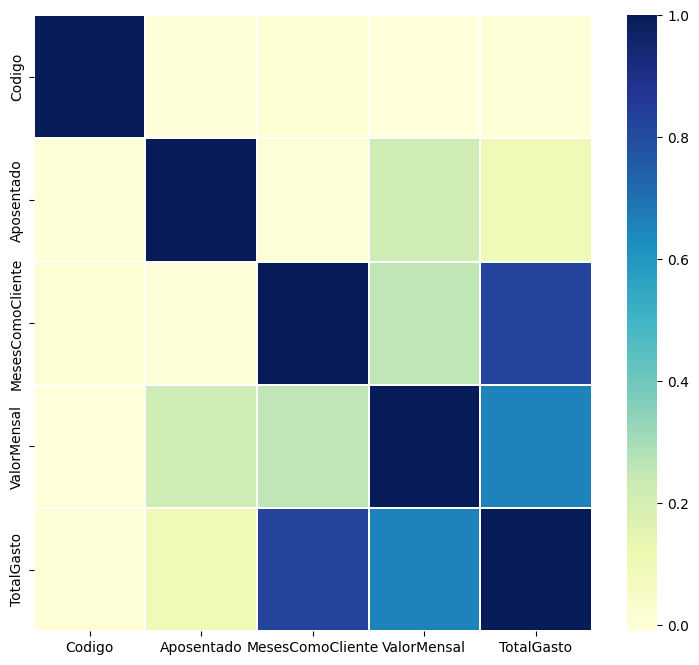 1.0
0.8
0.6
0.4
0.2
0.0
Codigo
Aposentado
MesesComoCliente
ValorMensal
TotalGasto
Codigo Aposentado MesesComoCliente ValorMensal TotalGasto